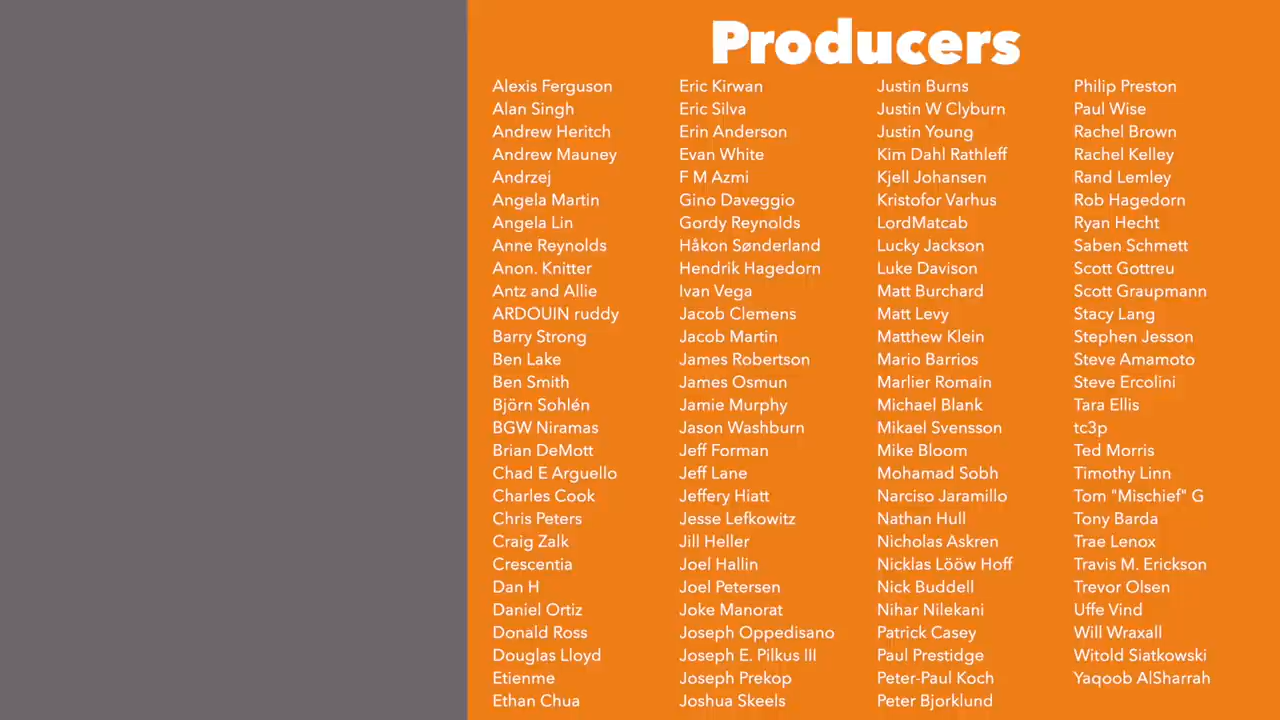 Producers
Alexis Ferguson
Alan Singh
Andrew Heritch
Andrew Mauney
Andrzej
Angela Martin
Angela Lin
Anne Reynolds
Anon. Knitter
Antz and Allie
ARDOUIN ruddy
Barry Strong
Ben Lake
Ben Smith
Björn Sohlén
BGW Niramas
Brian DeMott
Chad E Arguello
Charles Cook
Chris Peters
Craig Zalk
Crescentia
Dan H
Daniel Ortiz
Donald Ross
Douglas Lloyd
Etienme
Ethan Chua
Eric Kirwan
Eric Silva
Erin Anderson
Evan White
F M Azmi
Gino Daveggio
Gordy Reynolds
Håkon Sønderland
Hendrik Hagedorn
Ivan Vega
Jacob Clemens
Jacob Martin
James Robertson
James Osmun
Jamie Murphy
Jason Washburn
Jeff Forman
Jeff Lane
Jeffery Hiatt
Jesse Lefkowitz
Jill Heller
Joel Hallin
Joel Petersen
Joke Manorat
Joseph Oppedisano
Joseph E. Pilkus III
Joseph Prekop
Joshua Skeels
Justin Burns
Justin W Clyburn
Justin Young
Kim Dahl Rathleff
Kjell Johansen
Kristofor Varhus
LordMatcab
Lucky Jackson
Luke Davison
Matt Burchard
Matt Levy
Matthew Klein
Mario Barrios
Marlier Romain
Michael Blank
Mikael Svensson
Mike Bloom
Mohamad Sobh
Narciso Jaramillo
Nathan Hull
Nicholas Askren
Nicklas Lööw Hoff
Nick Buddell
Nihar Nilekani
Patrick Casey
Paul Prestidge
Peter-Paul Koch
Peter Bjorklund
Philip Preston
Paul Wise
Rachel Brown
Rachel Kelley
Rand Lemley
Rob Hagedorn
Ryan Hecht
Saben Schmett
Scott Gottreu
Scott Graupmann
Stacy Lang
Stephen Jesson
Steve Amamoto
Steve Ercolini
Tara Ellis
tc3p
Ted Morris
Timothy Linn
Tom "Mischief" G
Tony Barda
Trae Lenox
Travis M. Erickson
Trevor Olsen
Uffe Vind
Will Wraxall
Witold Siatkowski
Yaqoob AlSharrah